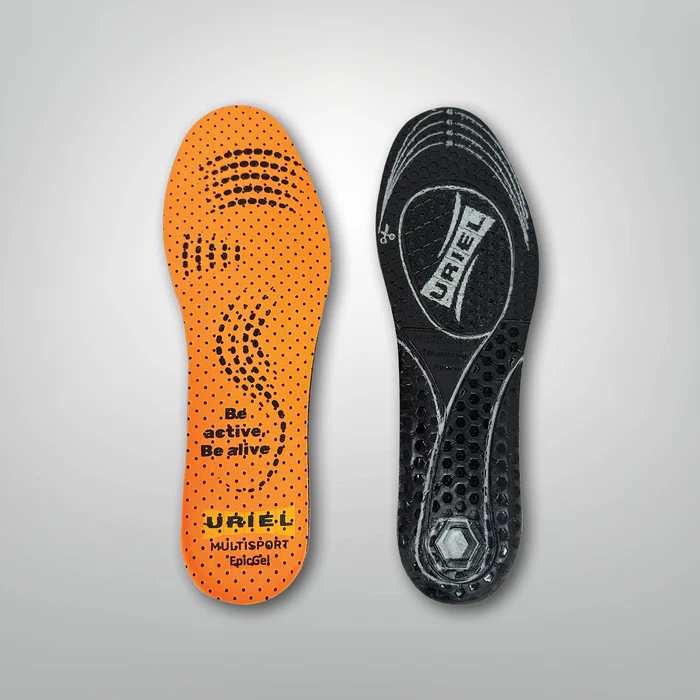 Be
active,
Be alive
URIEL
MULTISPORT
EpicGel
URIEL